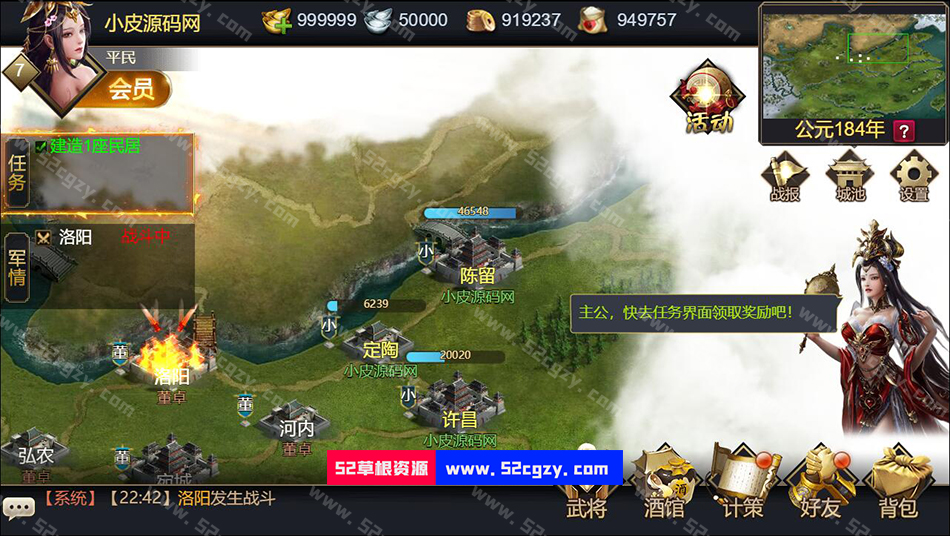 小皮源码网
999999
50000
919237
949757
7
平民
会员
活动
公元184年
?
战报
城池
设置
任务
建造1座民居
军情
洛阳
战斗中
46548
小
陈留
小皮源码网
6239
小
定陶
小皮源码网
20020
小
许昌
小皮源码网
主公，快去任务界面领取奖励吧！
董
洛阳
董卓
董
河内
董卓
弘农
董卓
董
宛城
52草根资源
www.52cgzy.com
武将
酒
酒馆
计策
好友
背包
【系统】【22:42】洛阳发生战斗
www.52cgzy.com